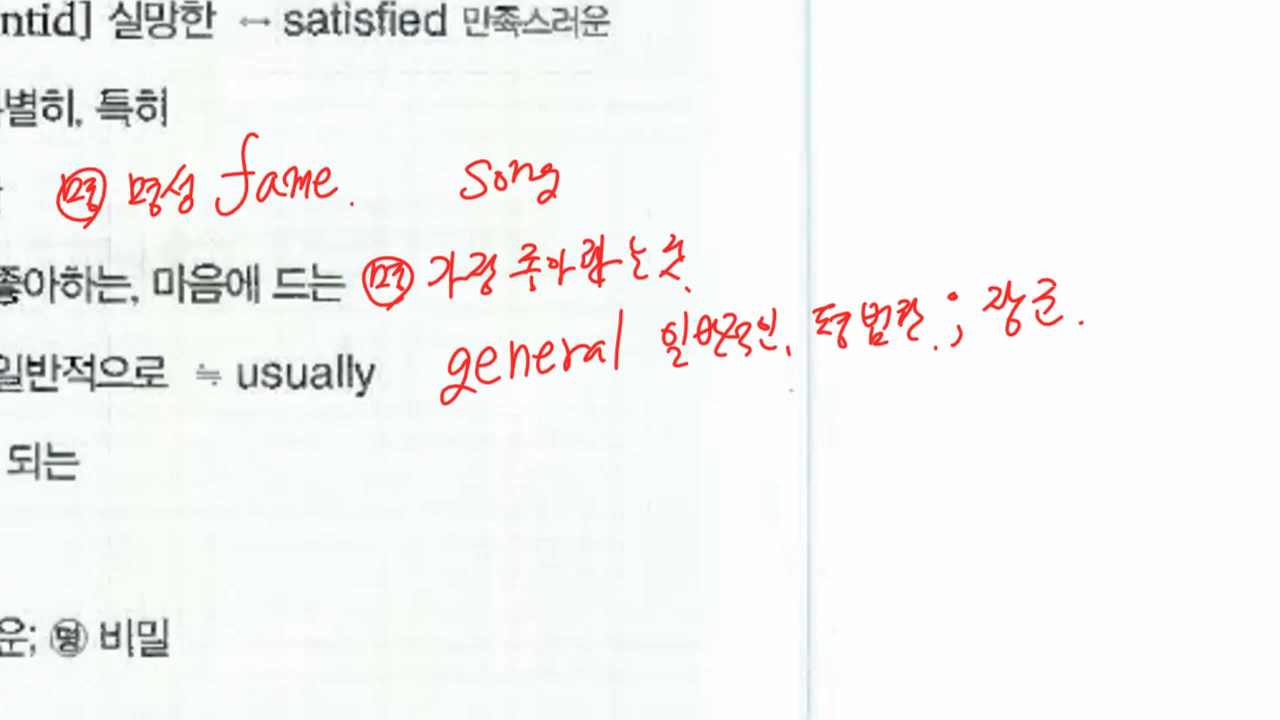 ntid] 실망한 ↔ satisfied 만족스러운
별히, 특히
명 명성 fame. song
좋아하는, 마음에 드는 명 가장 좋아하는 것.
일반적으로 ≒ usually general 일반적인, 평범한.; 장군.
되는
운; 명 비밀